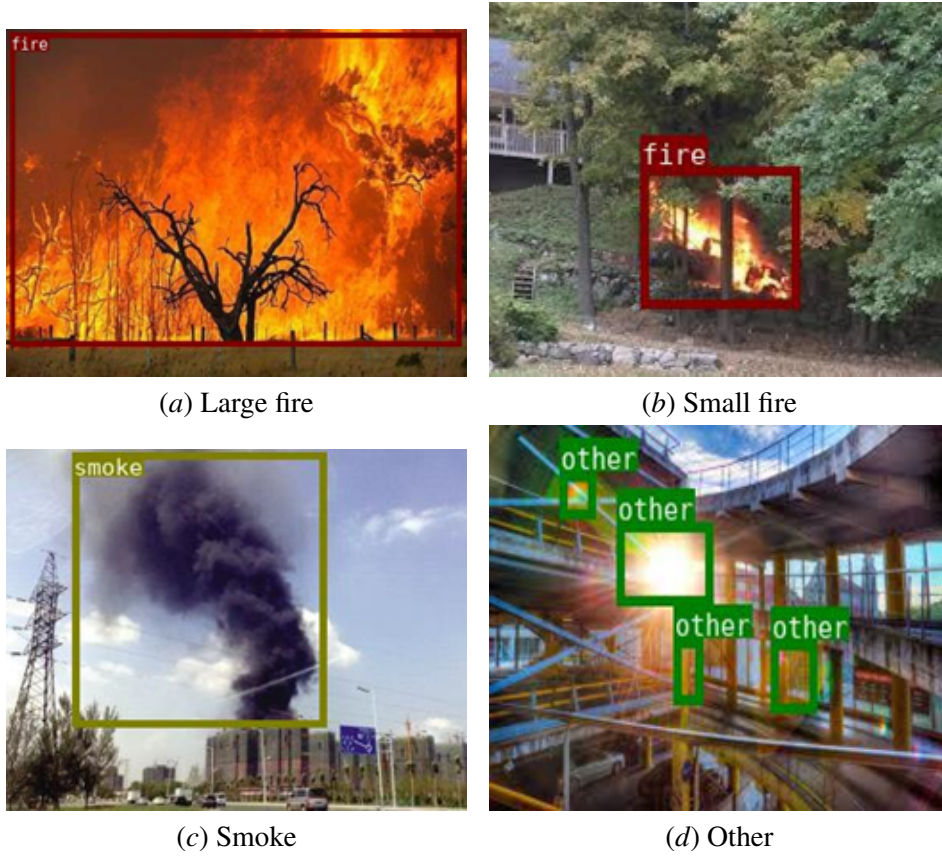 fire
fire
(a) Large fire
(b) Small fire
smoke
other
other
other
other
(c) Smoke
(d) Other